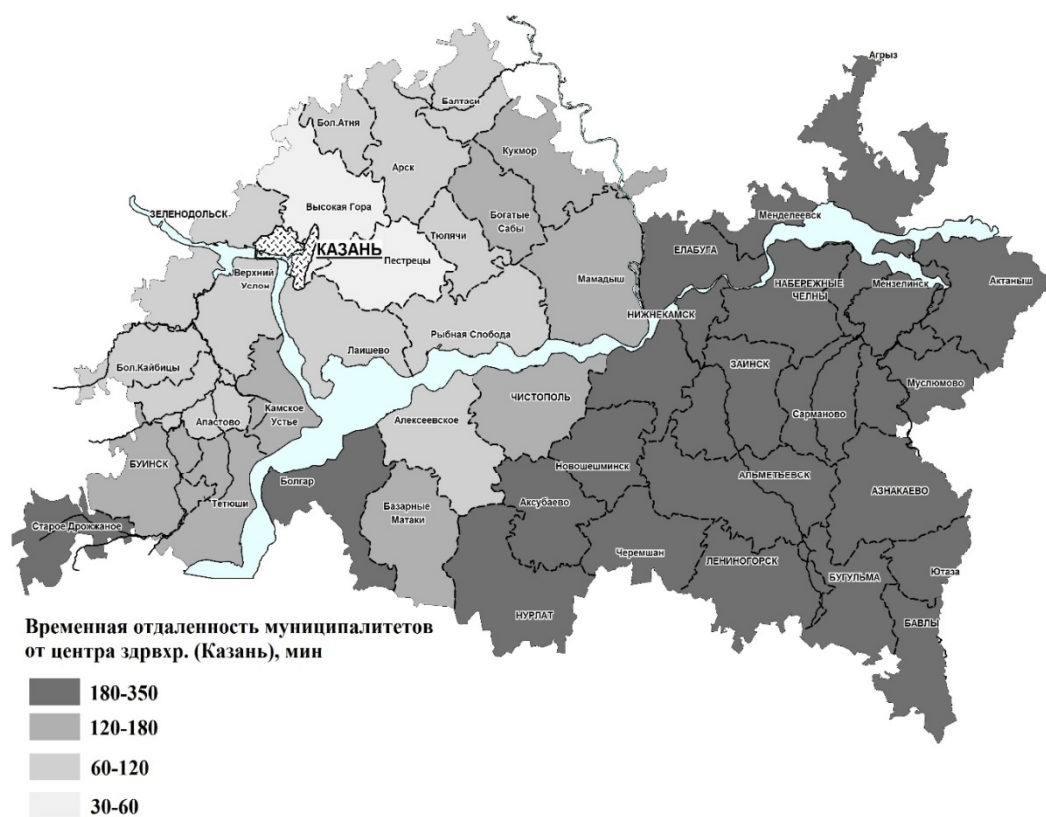 Агрыз
Балтаси
Бол.Атня
Кукмор
Арск
Высокая Гора
ЗЕЛЕНОДОЛЬСК
Богатые
Сабы
Тюлячи
Менделеевск
ЕЛАБУГА
КАЗАНЬ
Пестрецы
Верхний
Услон
Мамадыш
НАБЕРЕЖНЫЕ
ЧЕЛНЫ
Мензелинск
Актаныш
НИЖНЕКАМСК
Рыбная Слобода
Лаишево
ЗАИНСК
Бол.Кайбицы
Муслюмово
ЧИСТОПОЛЬ
Камское
Устье
Апастово
Алексеевское
Сарманово
БУИНСК
Новошешминск
АЛЬМЕТЬЕВСК
Болгар
АЗНАКАЕВО
Тетюши
Базарные
Матаки
Аксубаево
Старое Дрожжаное
Черемшан
ЛЕНИНОГОРСК
БУГУЛЬМА
Ютаза
НУРЛАТ
БАВЛЫ
Временная отдаленность муниципалитетов
от центра здрвхр. (Казань), мин
180-350
120-180
60-120
30-60